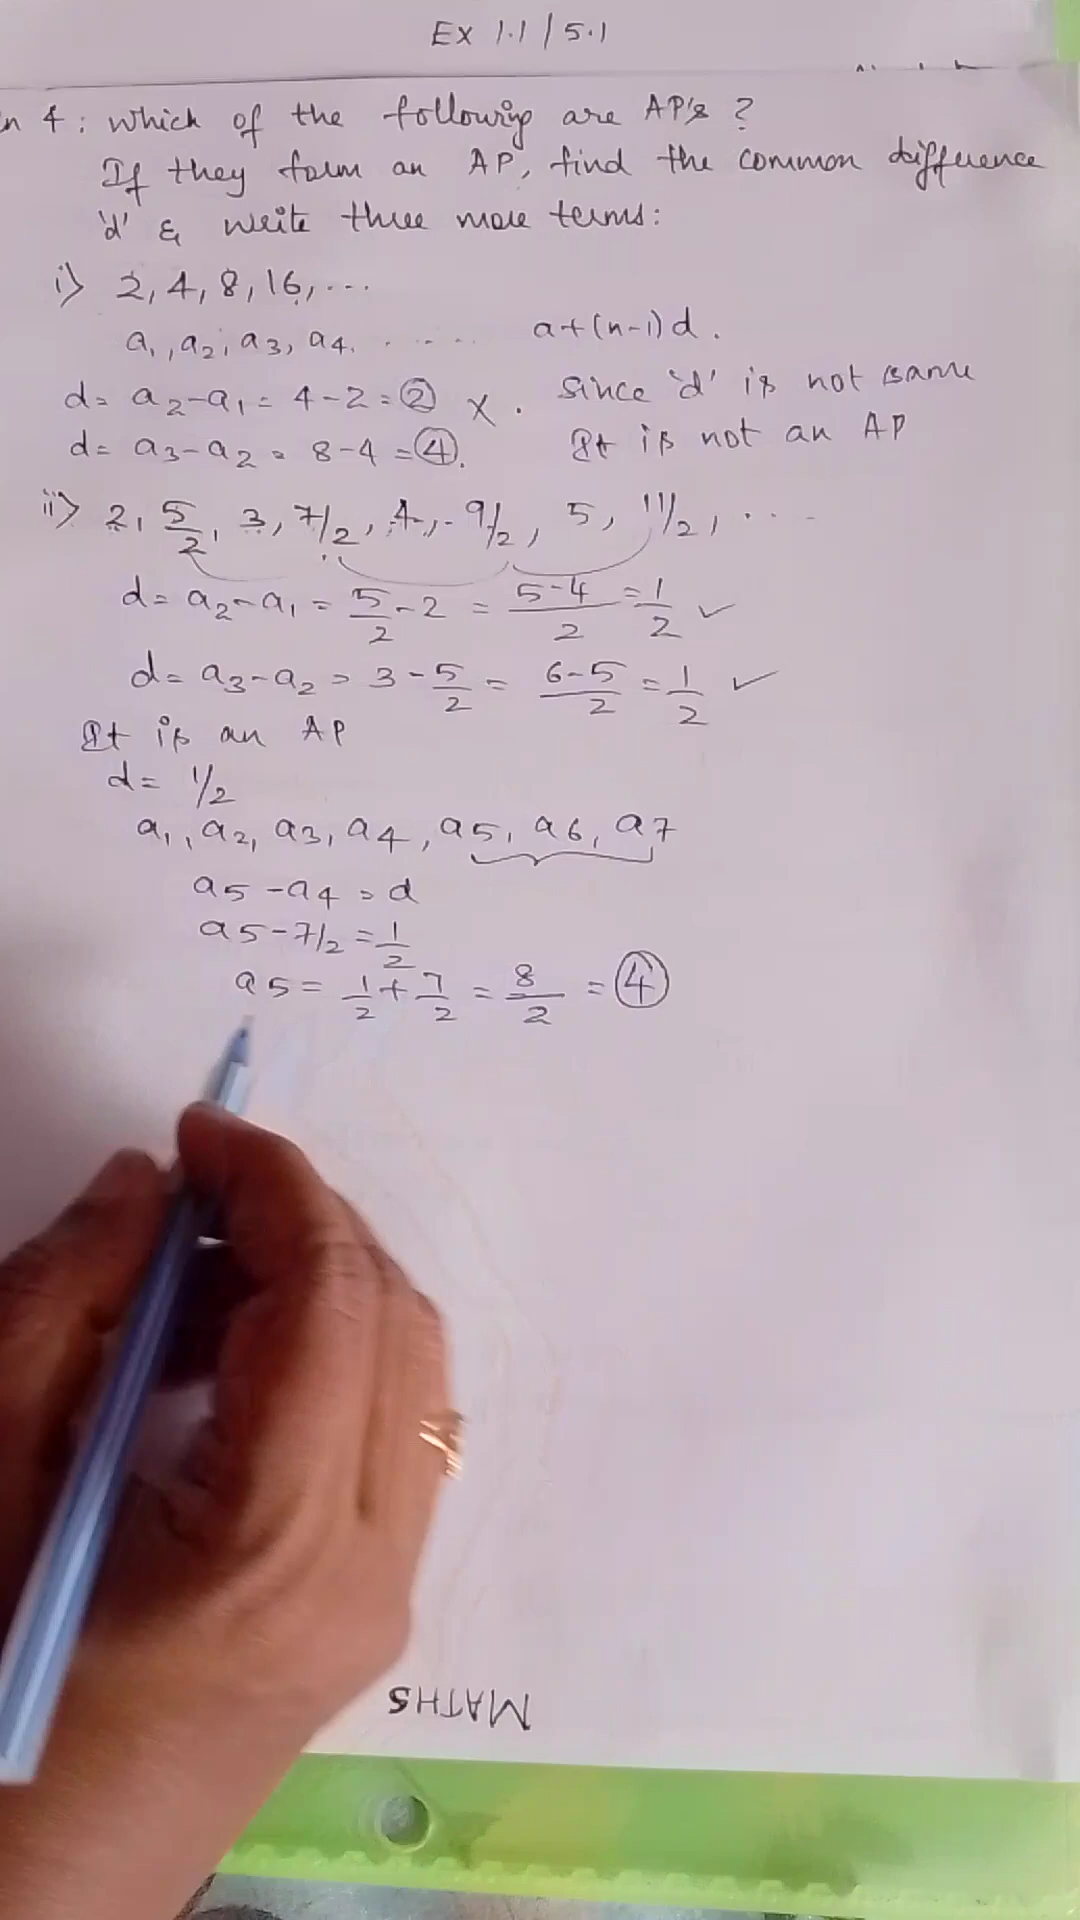 Ex 1.1 / 5.1
n 4: Which of the following are AP's ?
If they form an AP, find the common difference
'd' & write three more terms:
i) 2, 4, 8, 16, ...
a1, a2, a3, a4. ..... a+(n-1)d.
d= a2-a1 = 4-2 = 2 x . Since 'd' is not same
d= a3-a2 = 8-4 = 4. It is not an AP
ii) 2, 5/2, 3, 7/2, 4, 9/2, 5, 11/2, ....
d= a2-a1 = 5/2 - 2 = 5-4/2 = 1/2 ✓
d= a3-a2 = 3 - 5/2 = 6-5/2 = 1/2 ✓
It is an AP
d= 1/2
a1, a2, a3, a4, a5, a6, a7
a5 - a4 = d
a5 - 7/2 = 1/2
a5 = 1/2 + 7/2 = 8/2 = 4
MATHS